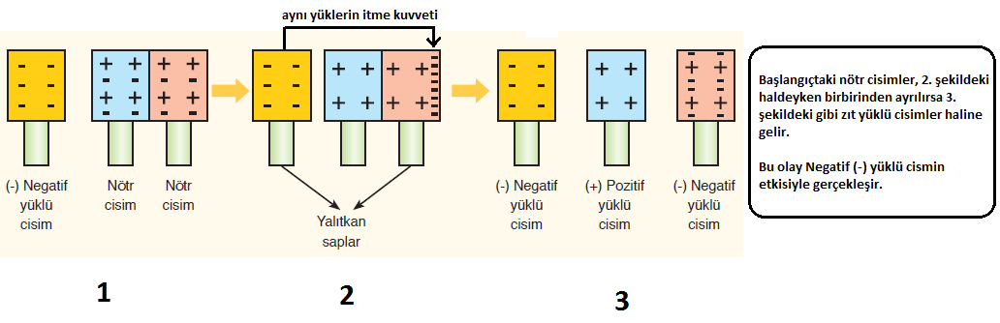 aynı yüklerin itme kuvveti
(-) Negatif
yüklü
cisim
Nötr
cisim
Nötr
cisim
Yalıtkan
saplar
(-) Negatif
yüklü
cisim
(+) Pozitif
yüklü
cisim
(-) Negatif
yüklü
cisim
1
2
3
Başlangıçtaki nötr cisimler, 2. şekildeki
haldeyken birbirinden ayrılırsa 3.
şekildeki gibi zıt yüklü cisimler haline
gelir.
Bu olay Negatif (-) yüklü cismin
etkisiyle gerçekleşir.